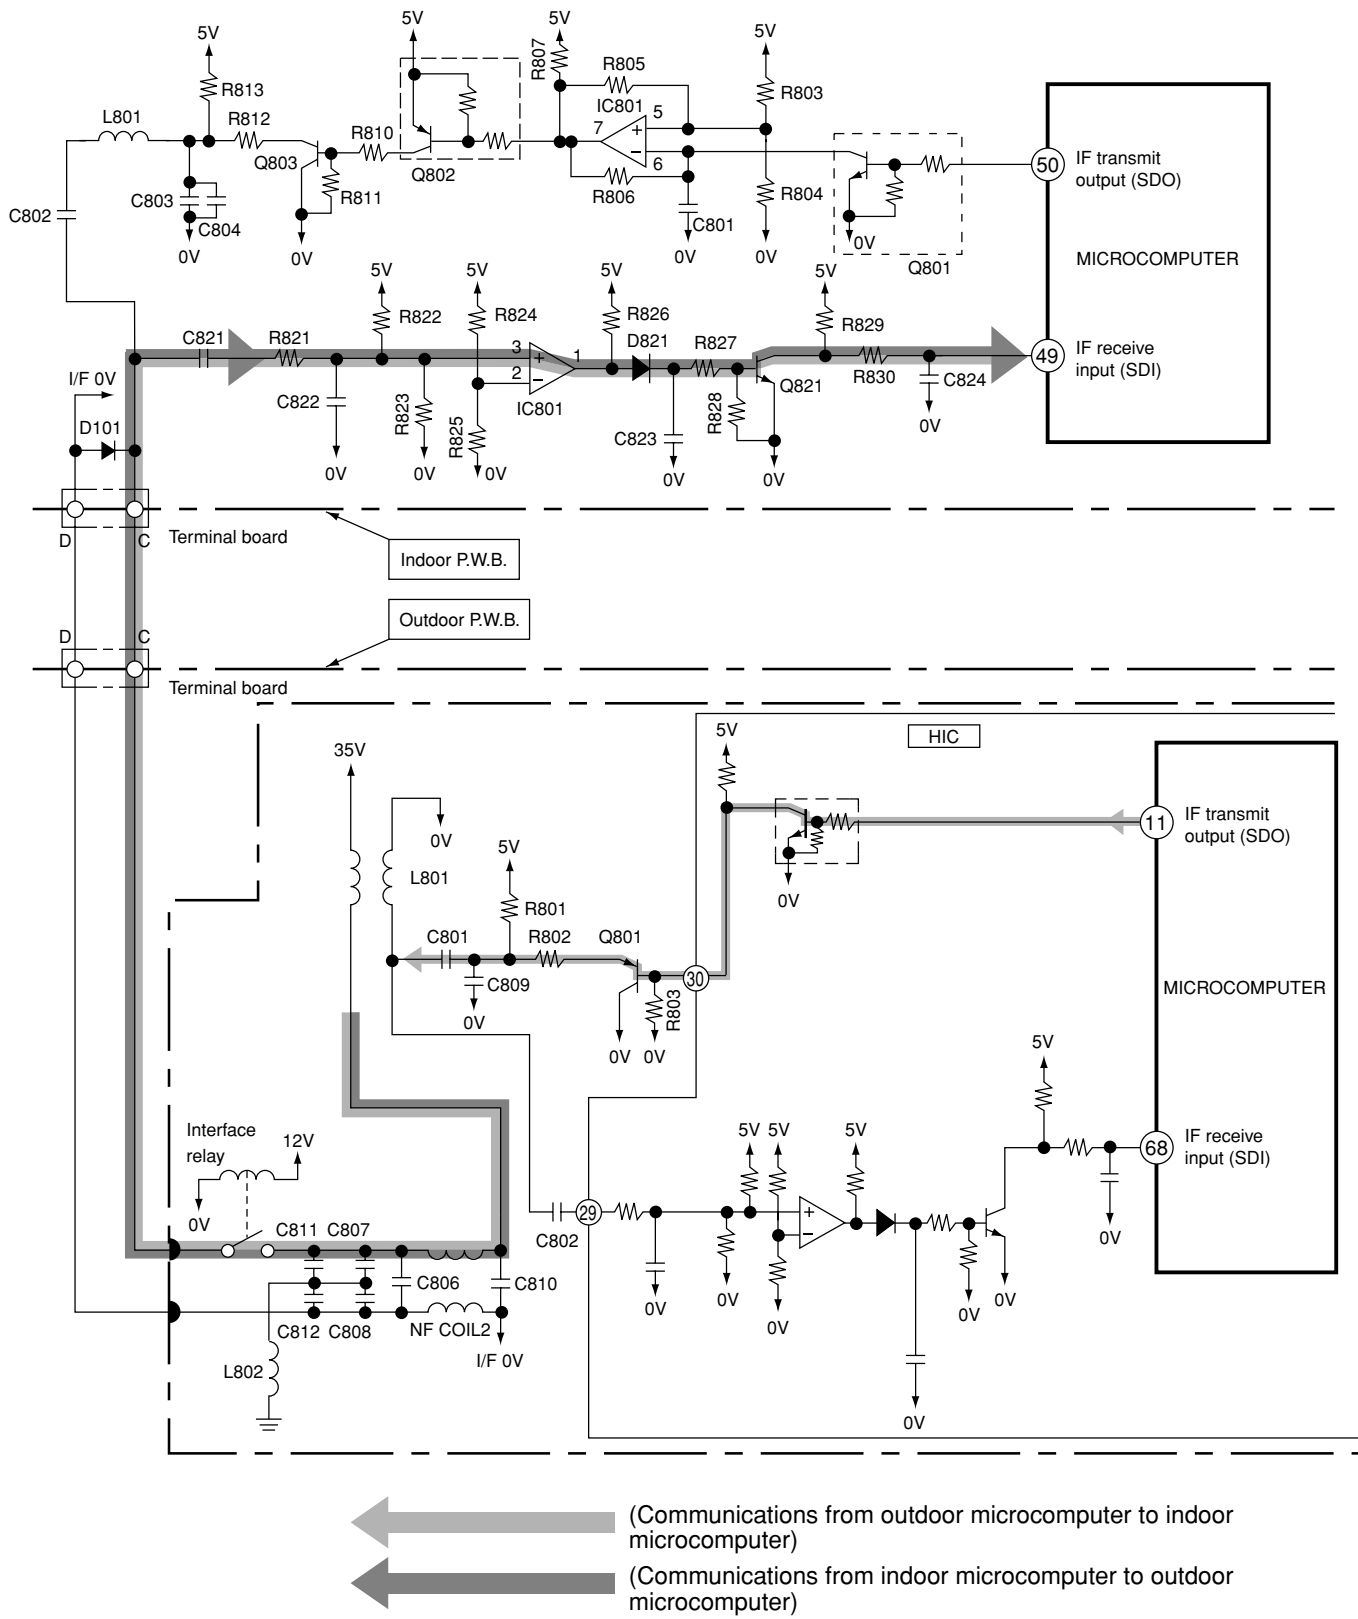 5V
5V
5V
5V
R807
R805
R813
IC801
R803
L801
R812
R810
7
5
6
Q803
Q802
50
IF transmit
output (SDO)
C803
R811
R806
R804
C802
C804
C801
0V
0V
0V
0V
0V
Q801
MICROCOMPUTER
5V
5V
5V
5V
R822
R824
R826
R829
C821
R821
D821
R827
3
1
2
49
IF receive
input (SDI)
I/F 0V
R830
C824
Q821
C822
R823
IC801
R828
D101
R825
C823
0V
0V
0V
0V
0V
0V
D
C
Terminal board
Indoor P.W.B.
Outdoor P.W.B.
D
C
Terminal board
HIC
5V
35V
11
IF transmit
output (SDO)
0V
5V
L801
0V
R801
C801
R802
Q801
30
C809
R803
MICROCOMPUTER
0V
0V
0V
5V
Interface
relay
12V
5V
5V
5V
68
IF receive
input (SDI)
0V
29
C811
C807
C802
0V
C806
C810
0V
0V
0V
0V
0V
C812
C808
NF COIL2
I/F 0V
L802
0V
(Communications from outdoor microcomputer to indoor
microcomputer)
(Communications from indoor microcomputer to outdoor
microcomputer)